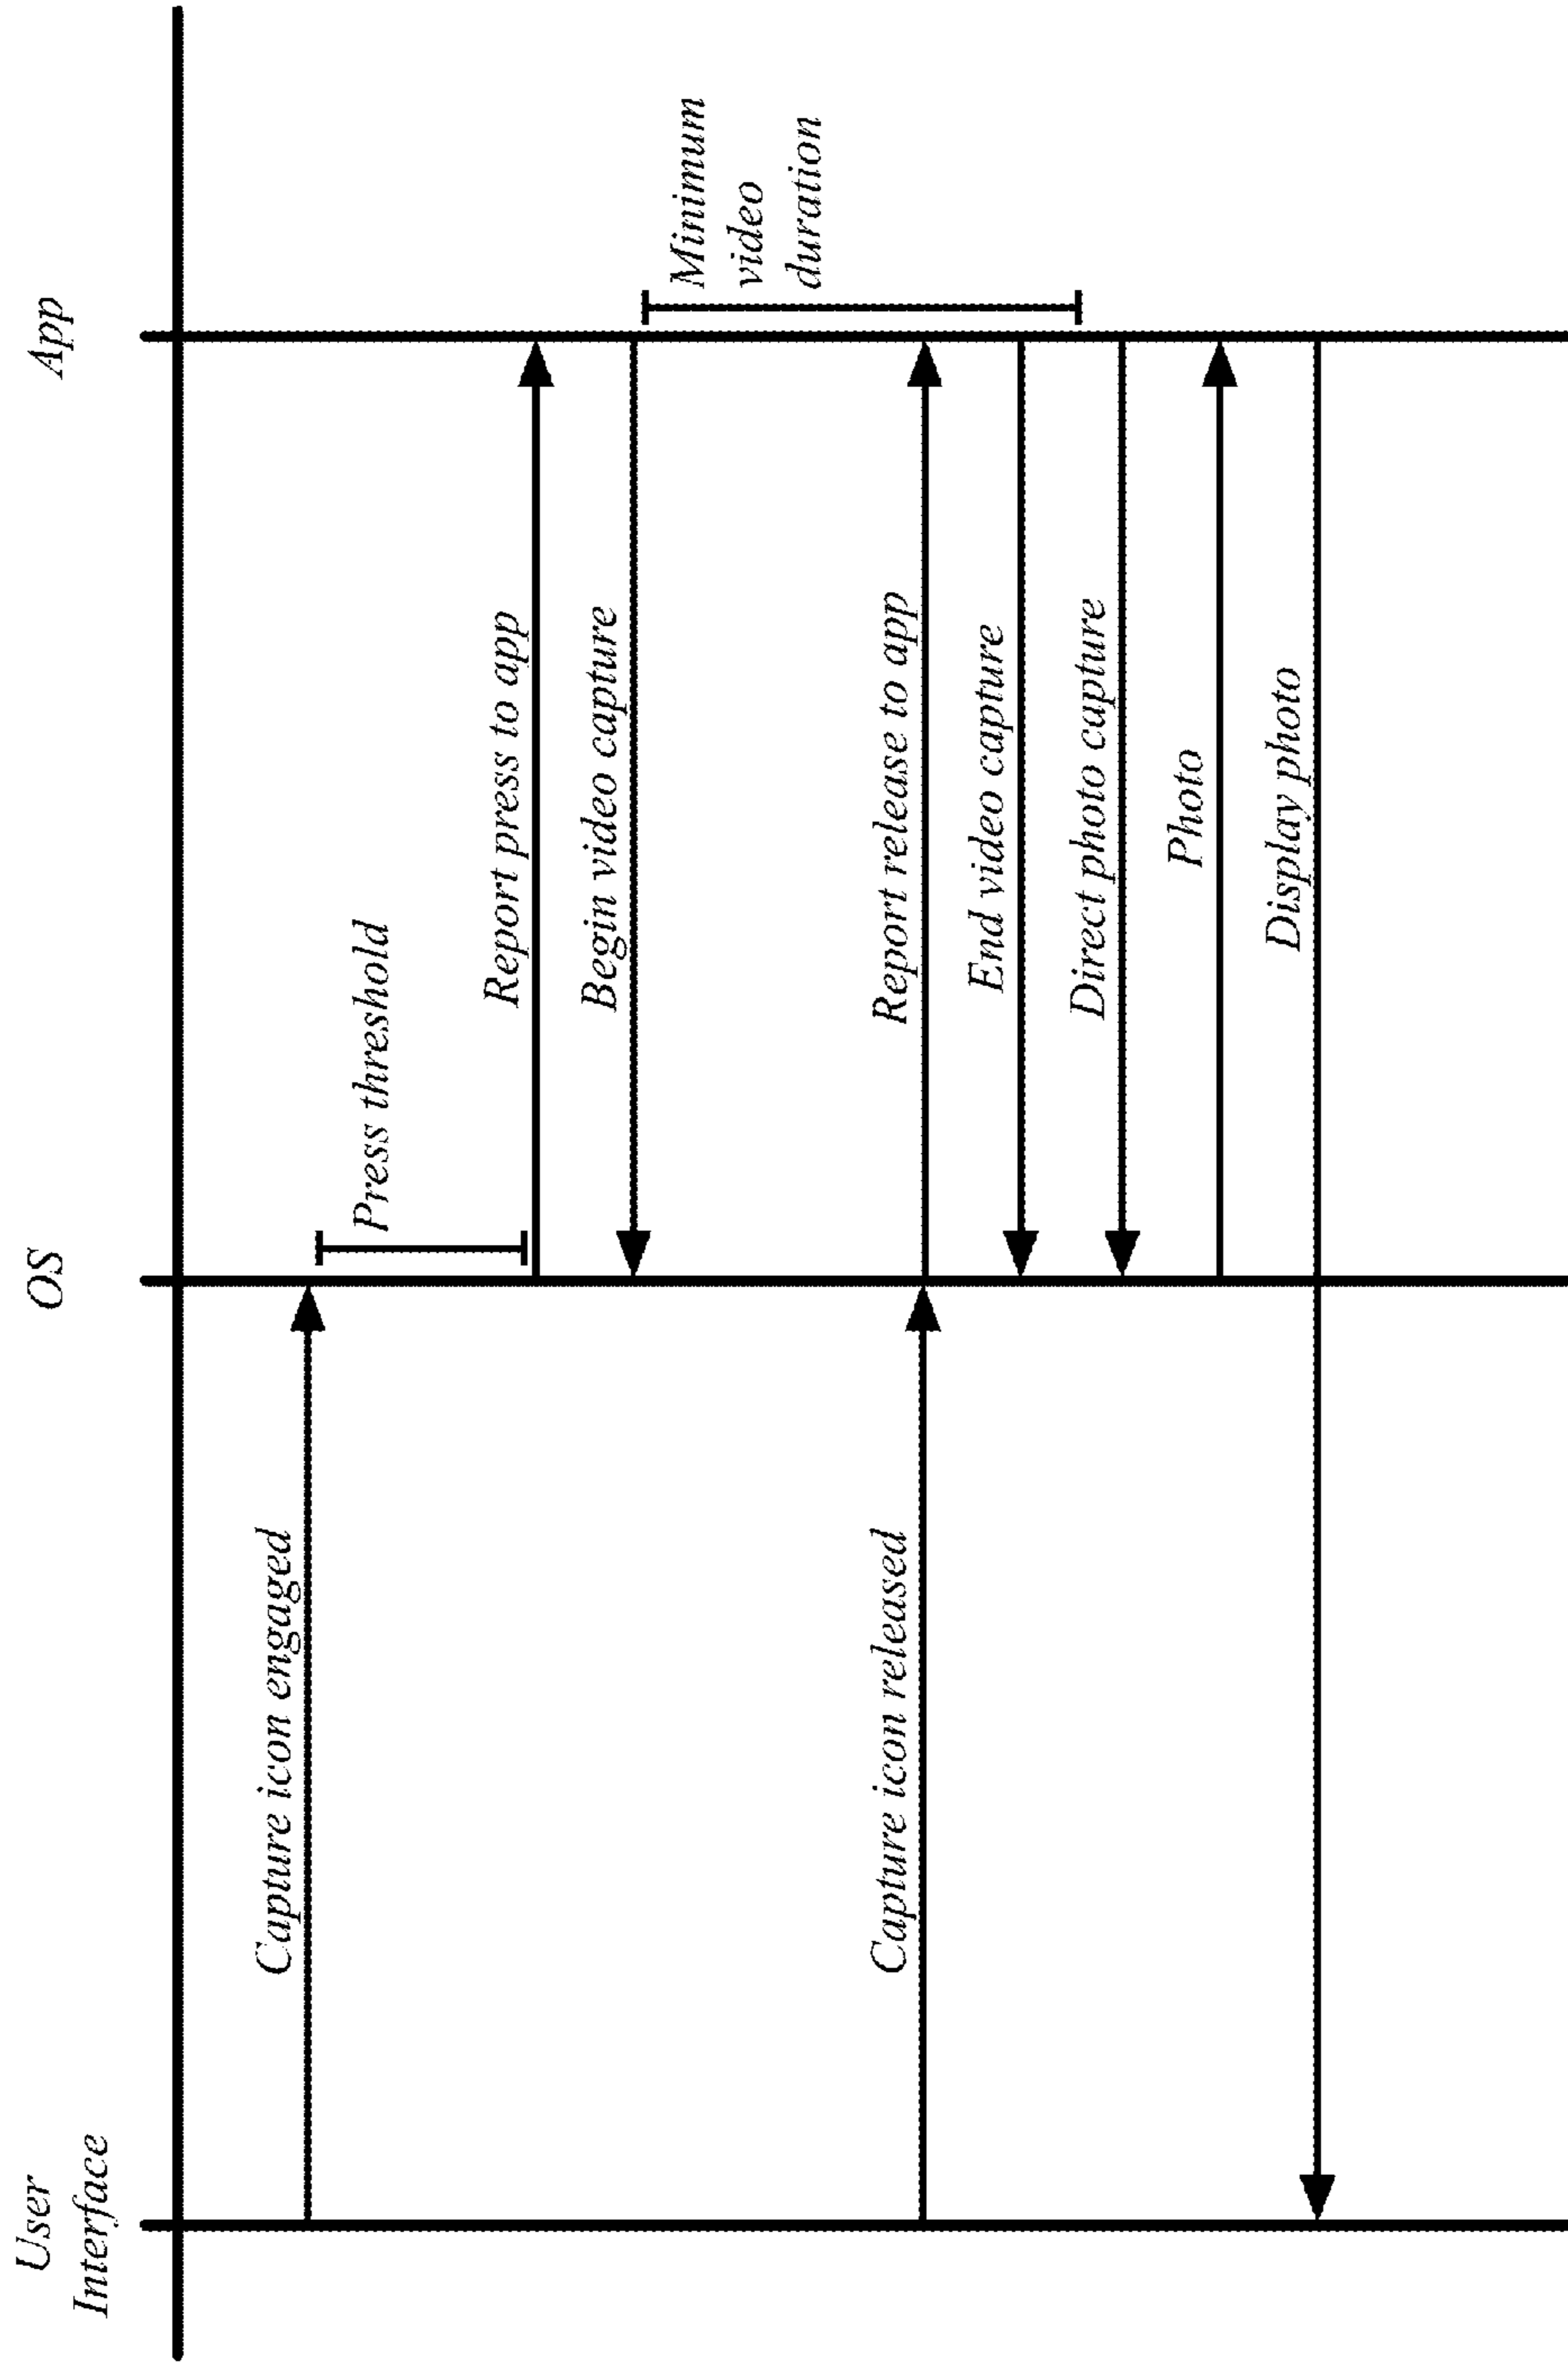 User
Interface
OS
App
Capture icon engaged
Press threshold
Report press to app
Begin video capture
Minimum
video
duration
Capture icon released
Report release to app
End video capture
Direct photo capture
Photo
Display photo